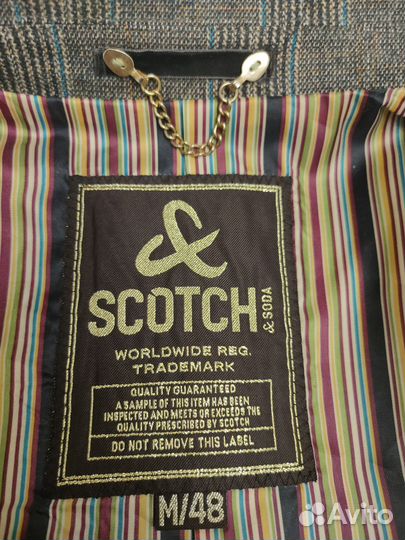 &
SCOTCH
& SODA
WORLDWIDE REG.
TRADEMARK
QUALITY GUARANTEED
A SAMPLE OF THIS ITEM HAS BEEN
INSPECTED AND MEETS OR EXCEEDS THE
QUALITY PRESCRIBED BY SCOTCH
DO NOT REMOVE THIS LABEL
M/48
Avito